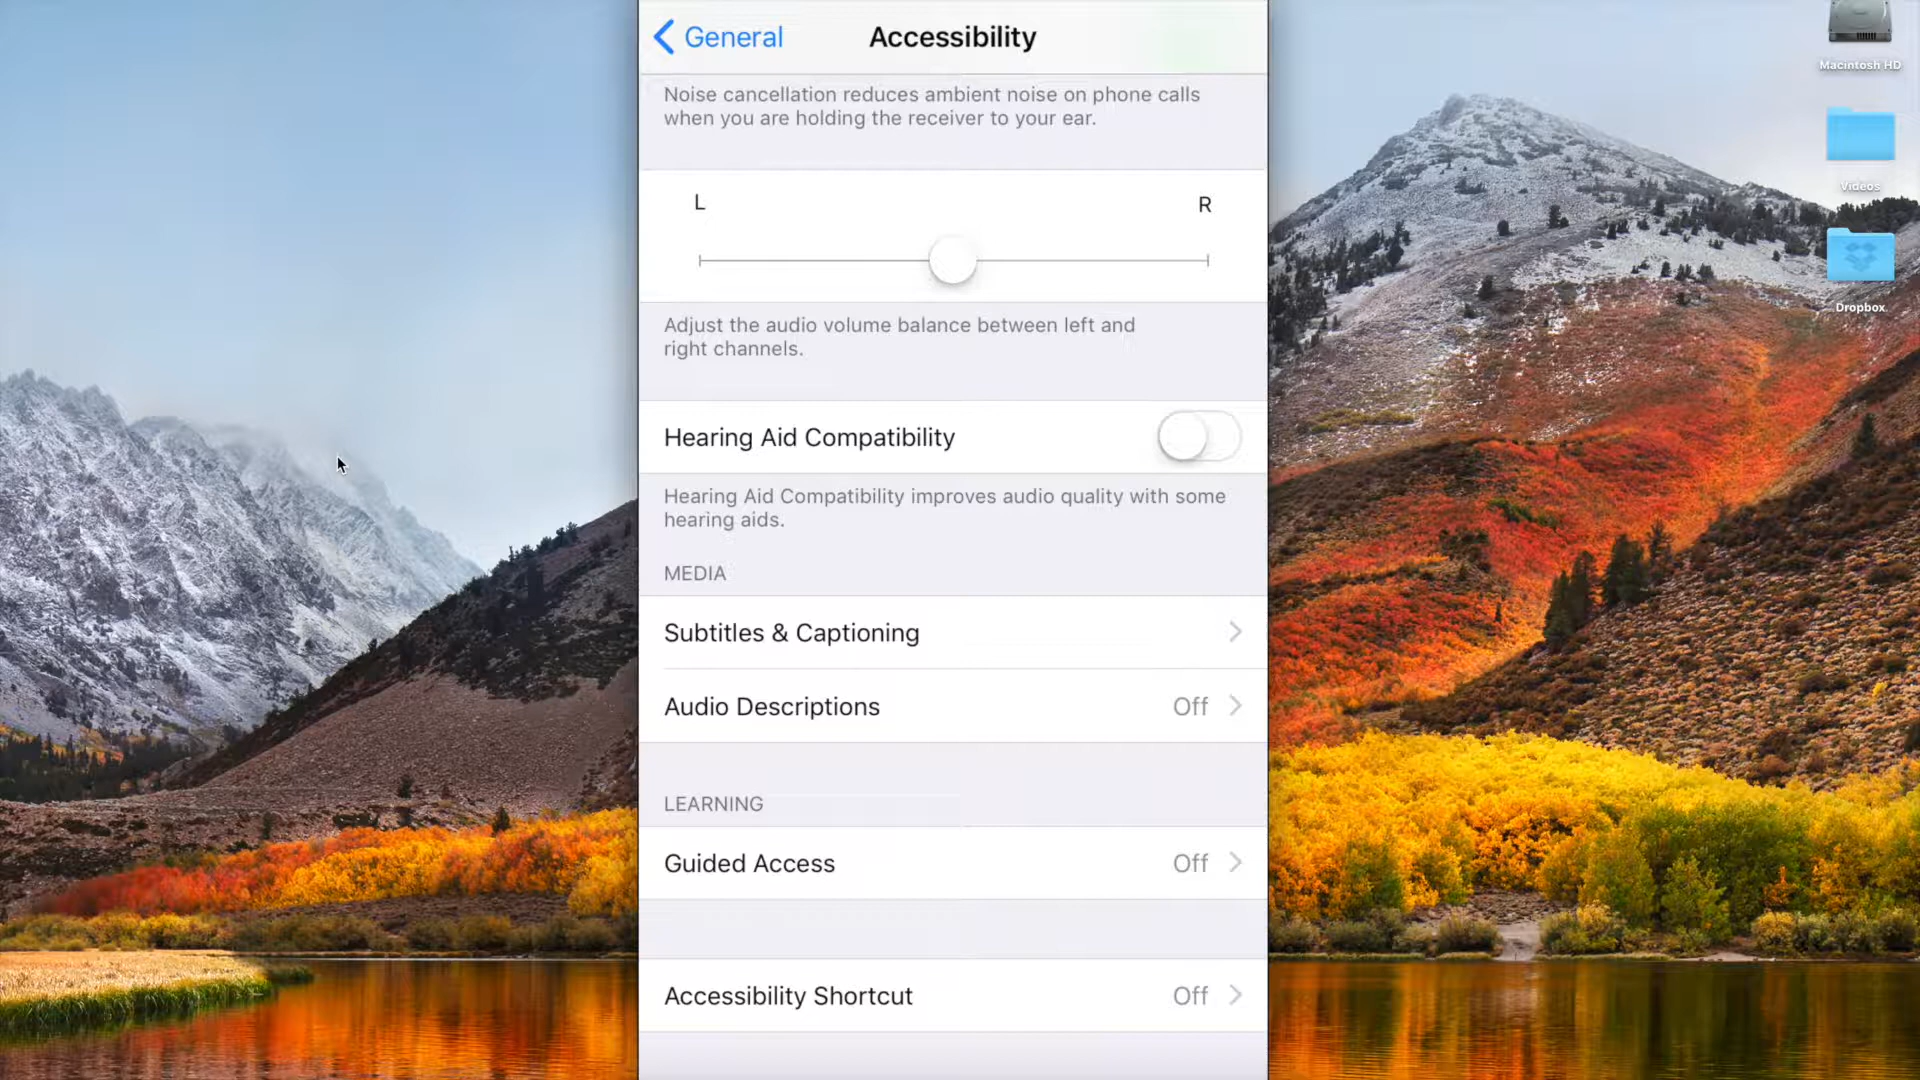 General
Accessibility
Noise cancellation reduces ambient noise on phone calls
when you are holding the receiver to your ear.
L
R
Adjust the audio volume balance between left and
right channels.
Hearing Aid Compatibility
Hearing Aid Compatibility improves audio quality with some
hearing aids.
MEDIA
Subtitles & Captioning
Audio Descriptions Off
LEARNING
Guided Access Off
Accessibility Shortcut Off
Macintosh HD
Videos
Dropbox